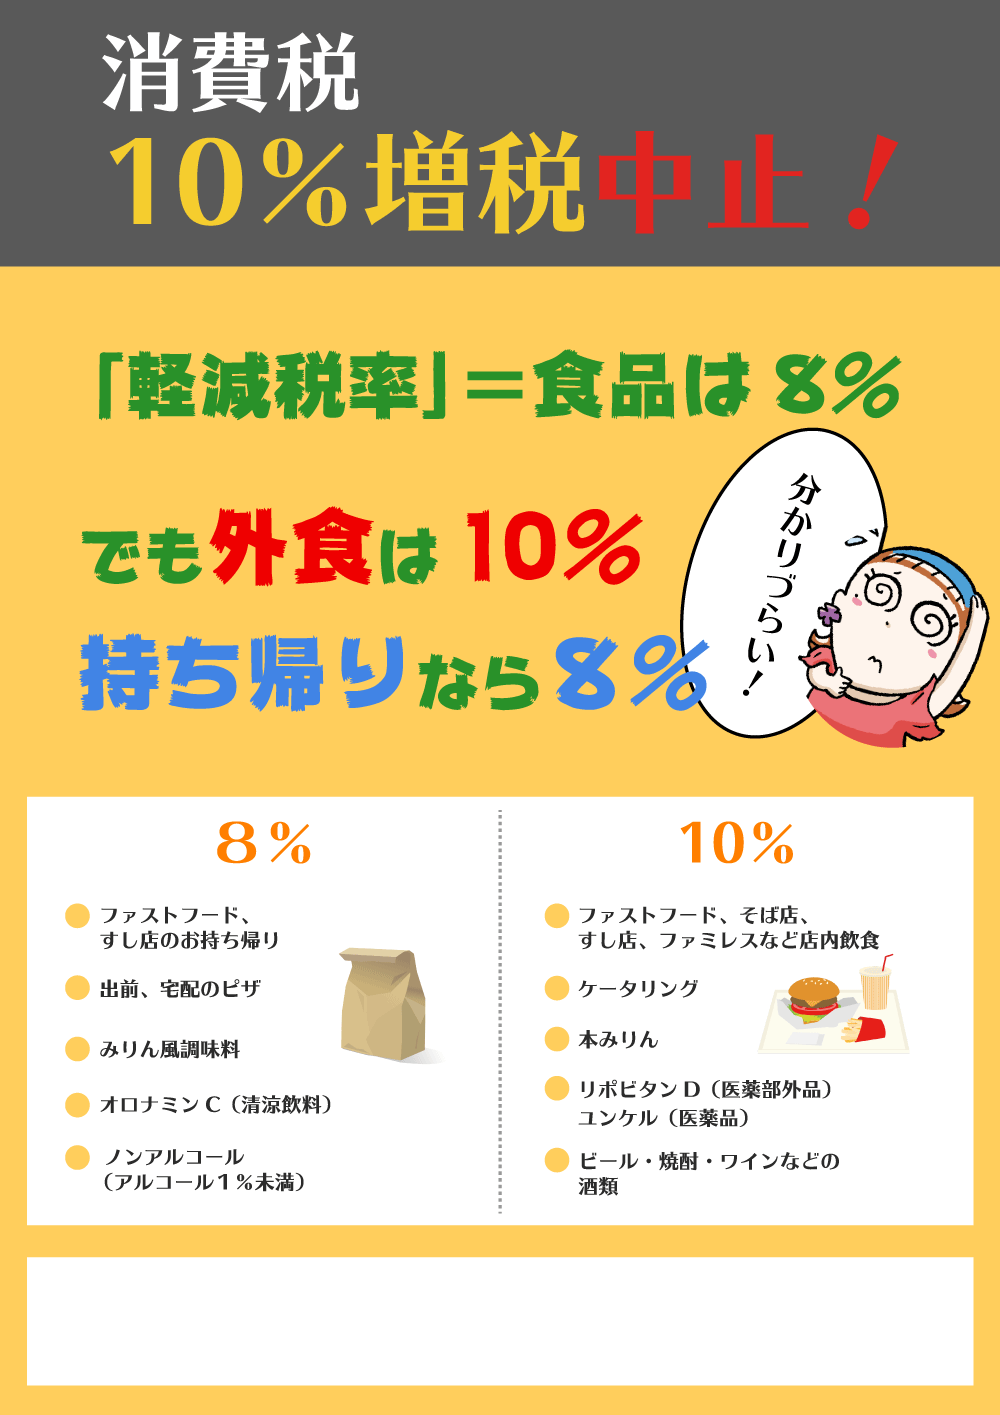 消費税
10％増税中止！
「軽減税率」＝食品は 8％
でも外食は 10％
持ち帰りなら 8％
分かりづらい！
8％
ファストフード、
すし店のお持ち帰り
出前、宅配のピザ
みりん風調味料
オロナミン C（清涼飲料）
ノンアルコール
（アルコール１％未満）
10％
ファストフード、そば店、
すし店、ファミレスなど店内飲食
ケータリング
本みりん
リポビタン D（医薬部外品）
ユンケル（医薬品）
ビール・焼酎・ワインなどの
酒類